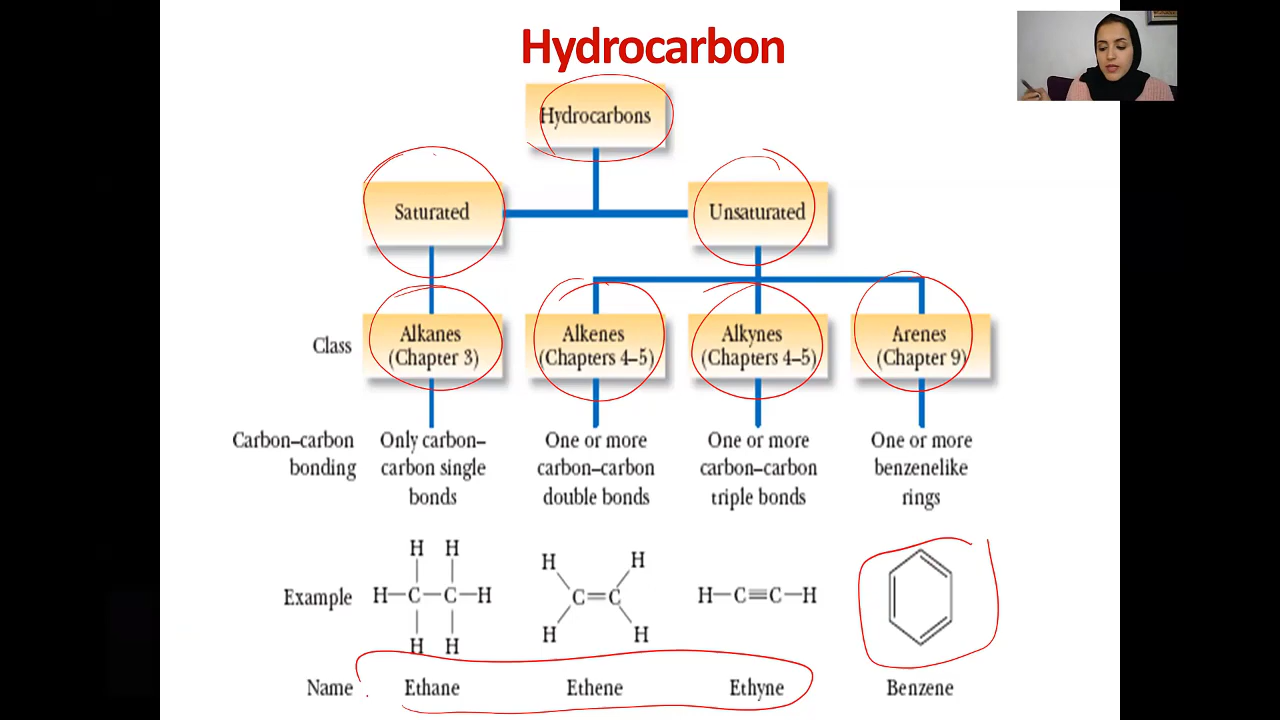 Hydrocarbon
Hydrocarbons
Saturated
Unsaturated
Class
Alkanes
(Chapter 3)
Alkenes
(Chapters 4–5)
Alkynes
(Chapters 4–5)
Arenes
(Chapter 9)
Carbon–carbon
bonding
Only carbon–
carbon single
bonds
One or more
carbon–carbon
double bonds
One or more
carbon–carbon
triple bonds
One or more
benzenelike
rings
Example
H H
H–C–C–H
H H
H H
C=C
H H
H–C≡C–H
Name
Ethane
Ethene
Ethyne
Benzene